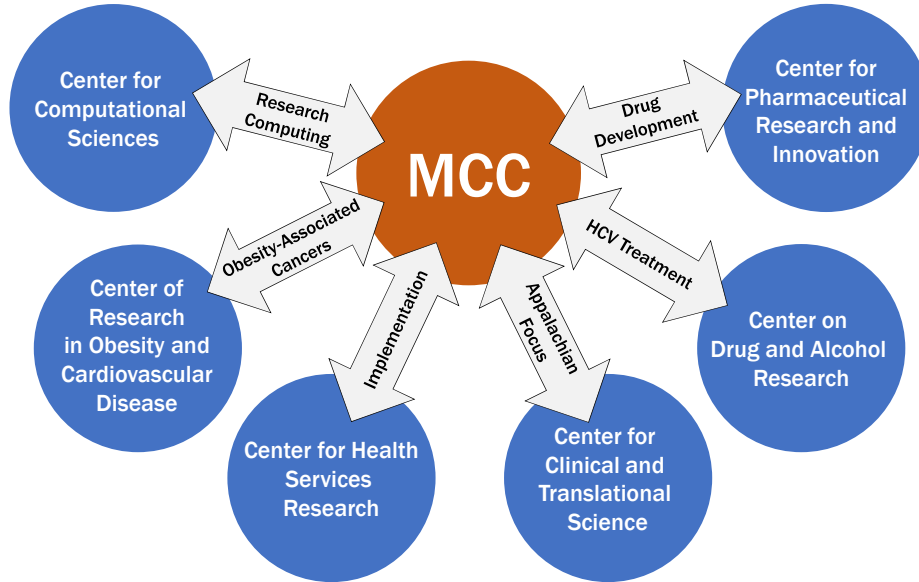 Center for
Computational
Sciences
Research
Computing
MCC
Drug
Development
Center for
Pharmaceutical
Research and
Innovation
Obesity-Associated
Cancers
HCV Treatment
Center of
Research
in Obesity and
Cardiovascular
Disease
Implementation
Appalachian
Focus
Center on
Drug and Alcohol
Research
Center for Health
Services
Research
Center for
Clinical and
Translational
Science